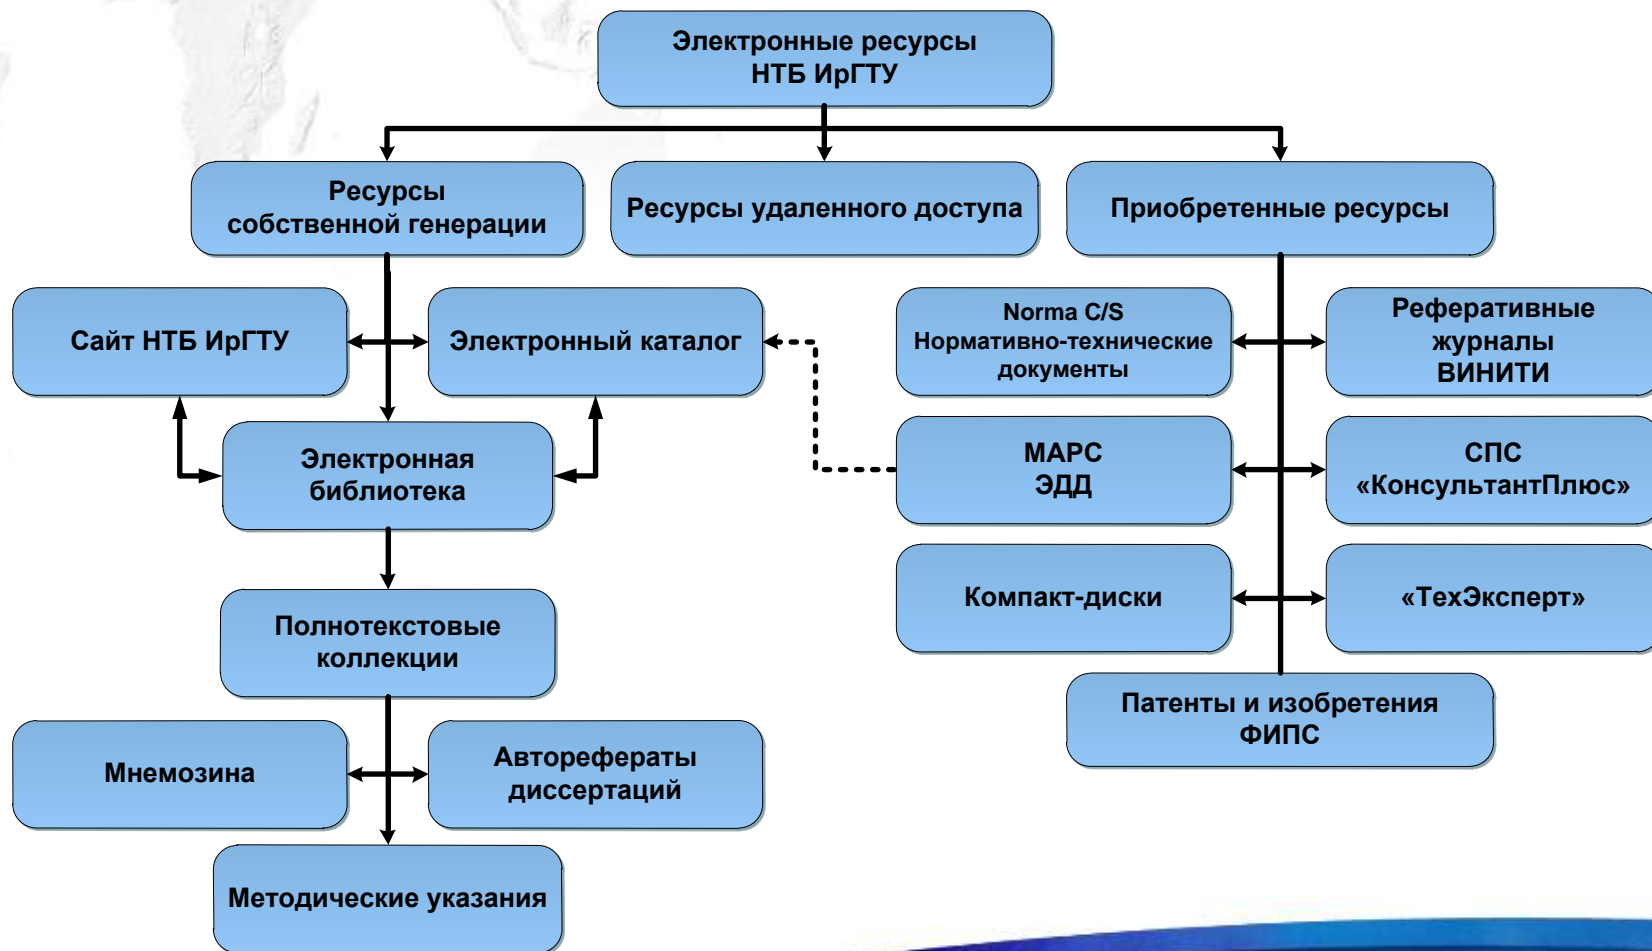 Электронные ресурсы
НТБ ИрГТУ
Ресурсы
собственной генерации
Ресурсы удаленного доступа
Приобретенные ресурсы
Сайт НТБ ИрГТУ
Электронный каталог
Norma C/S
Нормативно-технические
документы
Реферативные
журналы
ВИНИТИ
Электронная
библиотека
МАРС
ЭДД
СПС
«КонсультантПлюс»
Полнотекстовые
коллекции
Компакт-диски
«ТехЭксперт»
Патенты и изобретения
ФИПС
Мнемозина
Авторефераты
диссертаций
Методические указания